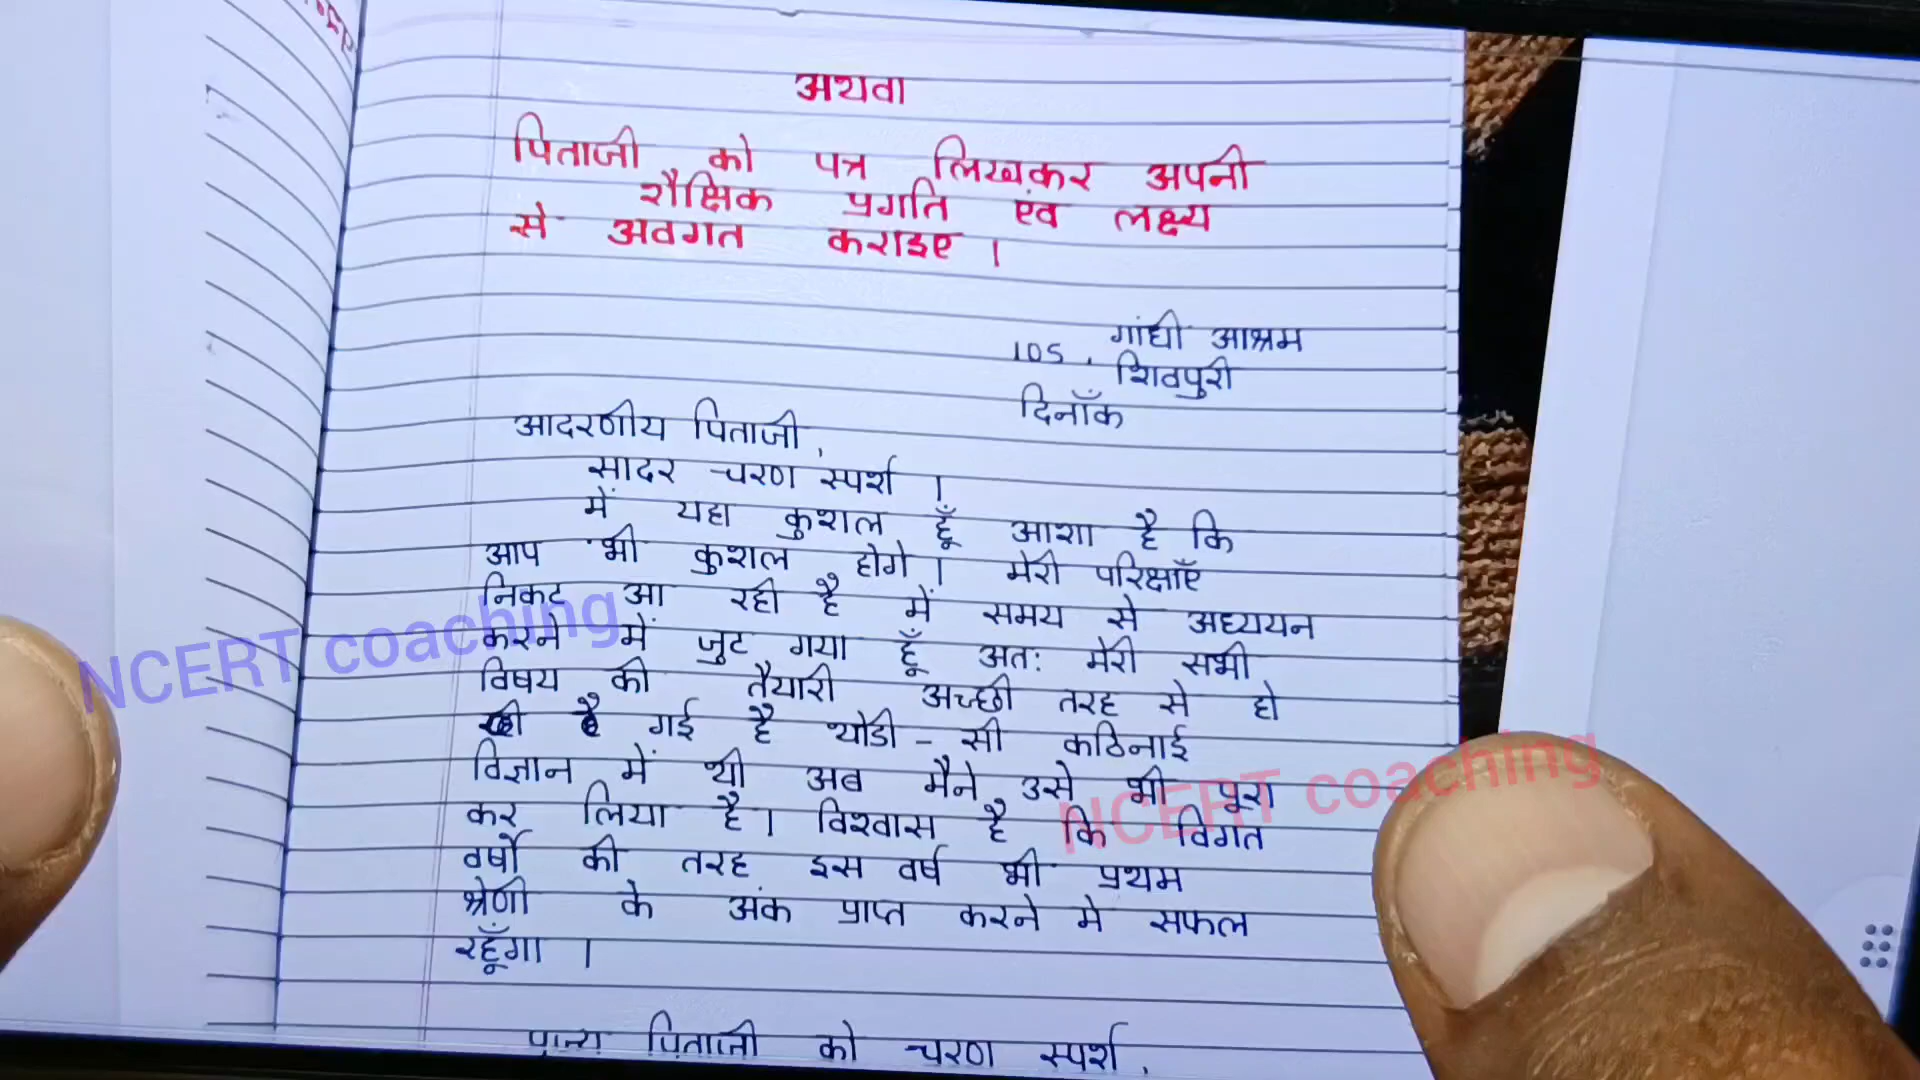 अथवा
पिताजी को पत्र लिखकर अपनी
शैक्षिक प्रगति एंव लक्ष्य
से अवगत कराइए ।
गांधी आश्रम
105 , शिवपुरी
दिनाँक
आदरणीय पिताजी,
सादर चरण स्पर्श ।
में यहा कुशल हूँ आशा है कि
आप भी कुशल होगे । मेरी परिक्षाएँ
निकट आ रही है में समय से अध्ययन
करने में जुट गया हूँ अतः मेरी सभी
विषय की तैयारी अच्छी तरह से हो
गई है थोडी - सी कठिनाई
विज्ञान में थी अब मैने उसे भी पूरा
कर लिया है । विश्वास है कि विगत
वर्षो की तरह इस वर्ष भी प्रथम
श्रेणी के अंक प्राप्त करने मे सफल
रहूँगा ।
पूज्य पिताजी को चरण स्पर्श,
NCERT coaching
NCERT coaching